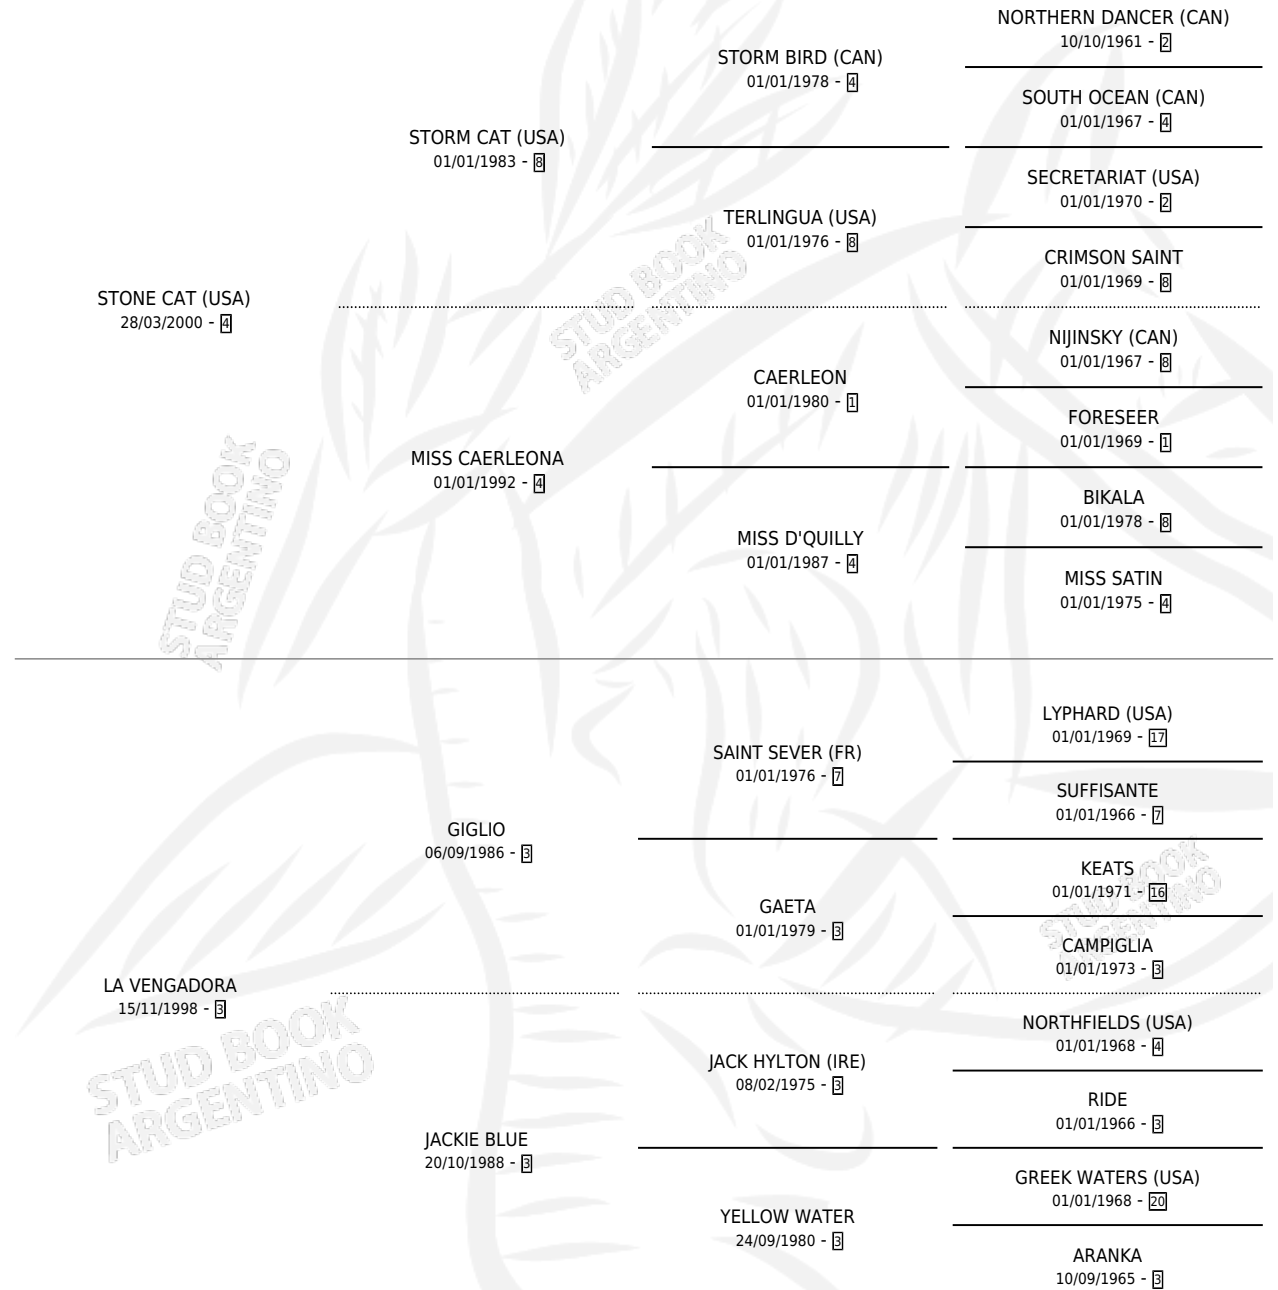 NORTHERN DANCER (CAN)
10/10/1961 - 2
STORM BIRD (CAN)
01/01/1978 - 4
SOUTH OCEAN (CAN)
01/01/1967 - 4
STORM CAT (USA)
01/01/1983 - 8
SECRETARIAT (USA)
01/01/1970 - 2
TERLINGUA (USA)
01/01/1976 - 8
CRIMSON SAINT
01/01/1969 - 8
STONE CAT (USA)
28/03/2000 - 4
STUD BOOK
ARGENTINO
NIJINSKY (CAN)
01/01/1967 - 8
CAERLEON
01/01/1980 - 1
FORESEER
01/01/1969 - 1
MISS CAERLEONA
01/01/1992 - 4
BIKALA
01/01/1978 - 8
MISS D'QUILLY
01/01/1987 - 4
MISS SATIN
01/01/1975 - 4
STUD BOOK
ARGENTINO
LYPHARD (USA)
01/01/1969 - 17
SAINT SEVER (FR)
01/01/1976 - 7
SUFFISANTE
01/01/1966 - 7
GIGLIO
06/09/1986 - 3
KEATS
01/01/1971 - 16
GAETA
01/01/1979 - 3
STUD BOOK
ARGENTINO
CAMPIGLIA
01/01/1973 - 3
LA VENGADORA
15/11/1998 - 3
STUD BOOK
ARGENTINO
NORTHFIELDS (USA)
01/01/1968 - 4
JACK HYLTON (IRE)
08/02/1975 - 3
RIDE
01/01/1966 - 3
JACKIE BLUE
20/10/1988 - 3
GREEK WATERS (USA)
01/01/1968 - 20
YELLOW WATER
24/09/1980 - 3
ARANKA
10/09/1965 - 3